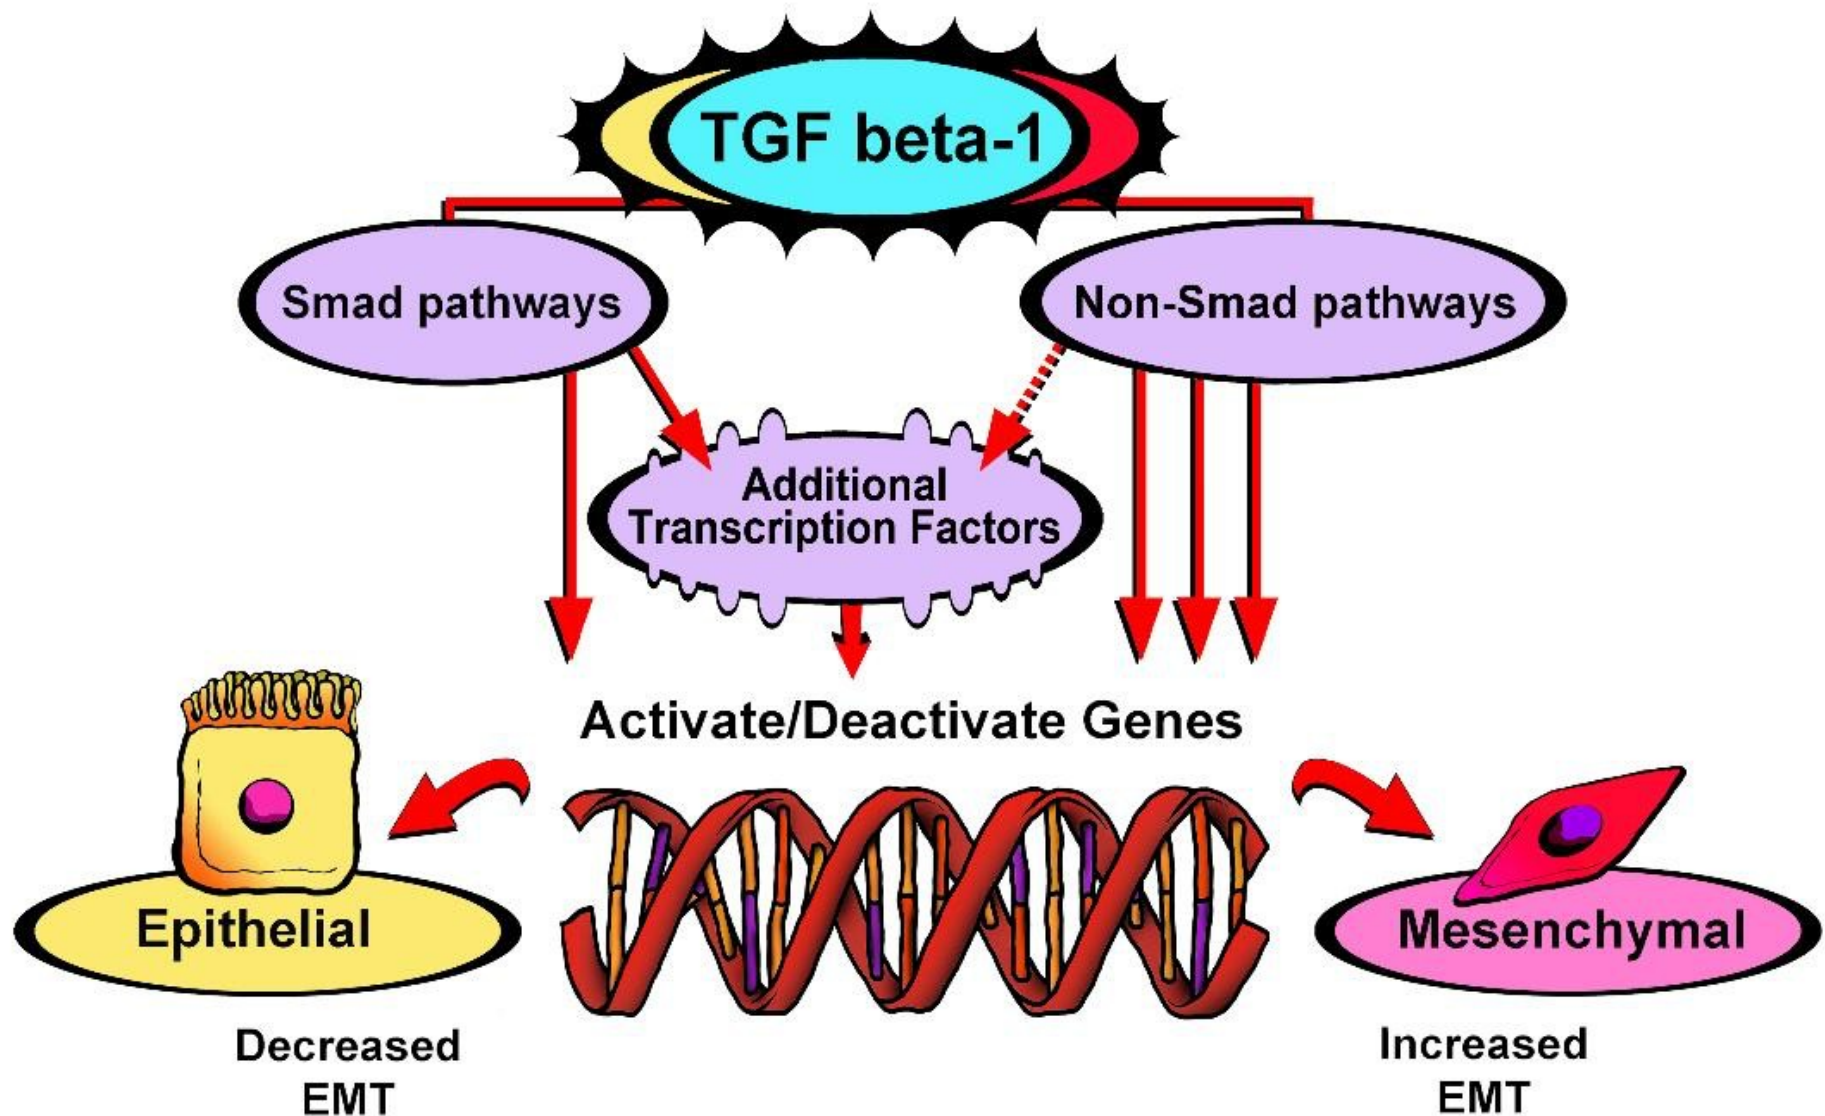 TGF beta-1
Smad pathways
Non-Smad pathways
Additional
Transcription Factors
Activate/Deactivate Genes
Epithelial
Mesenchymal
Decreased
EMT
Increased
EMT